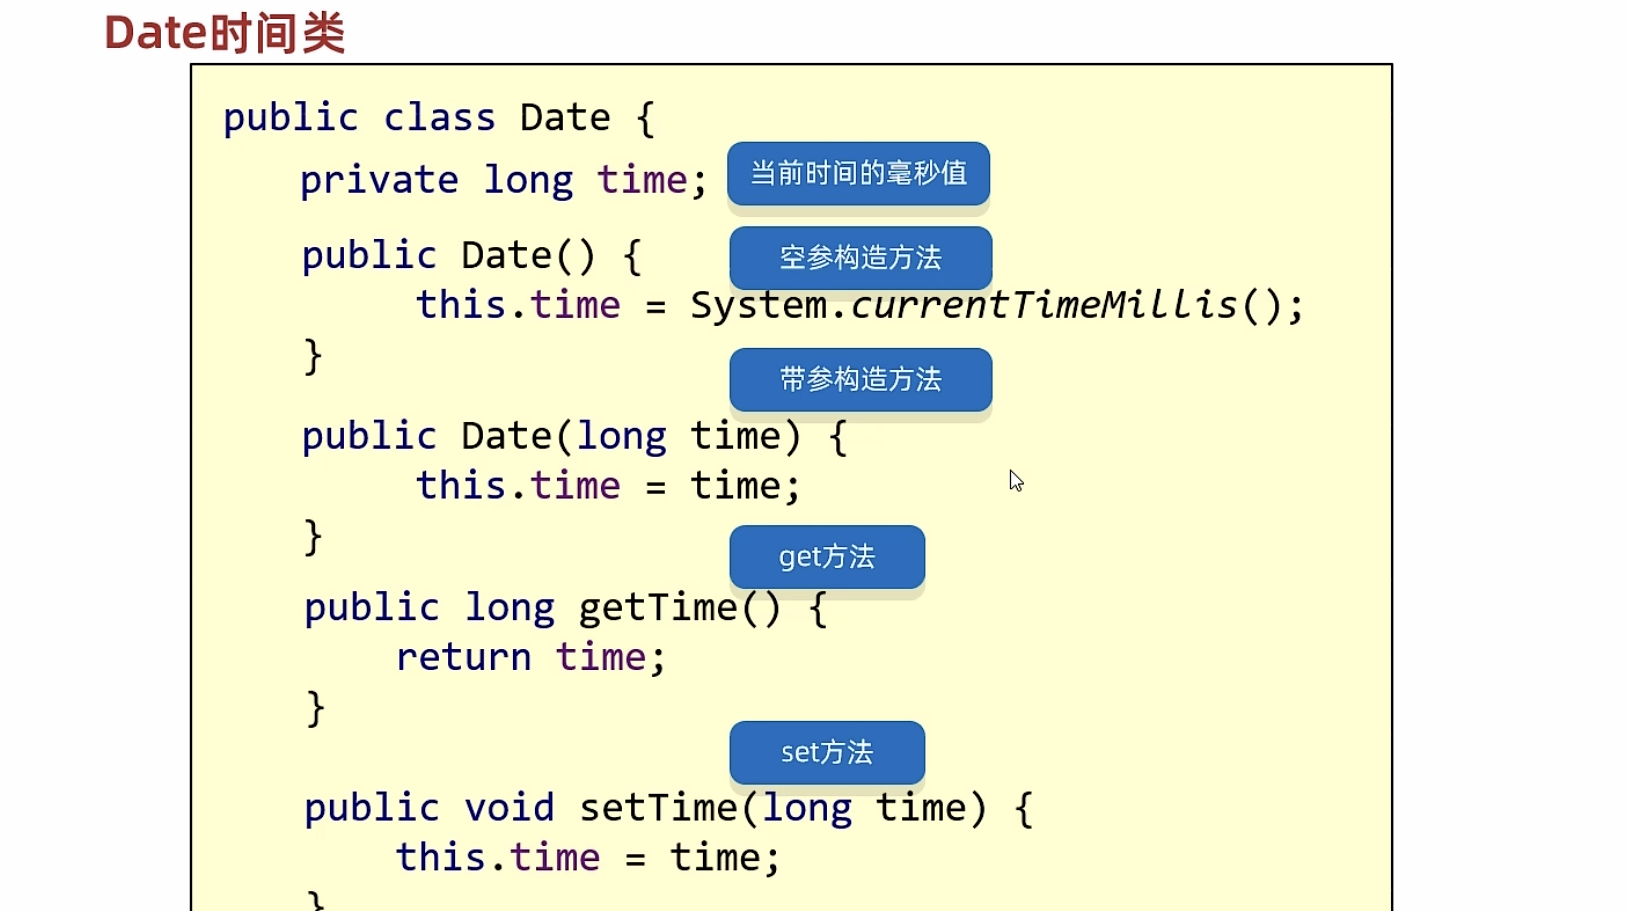 Date时间类
public class Date {
private long time;
当前时间的毫秒值
public Date() {
空参构造方法
this.time = System.currentTimeMillis();
}
带参构造方法
public Date(long time) {
this.time = time;
}
get方法
public long getTime() {
return time;
}
set方法
public void setTime(long time) {
this.time = time;
}